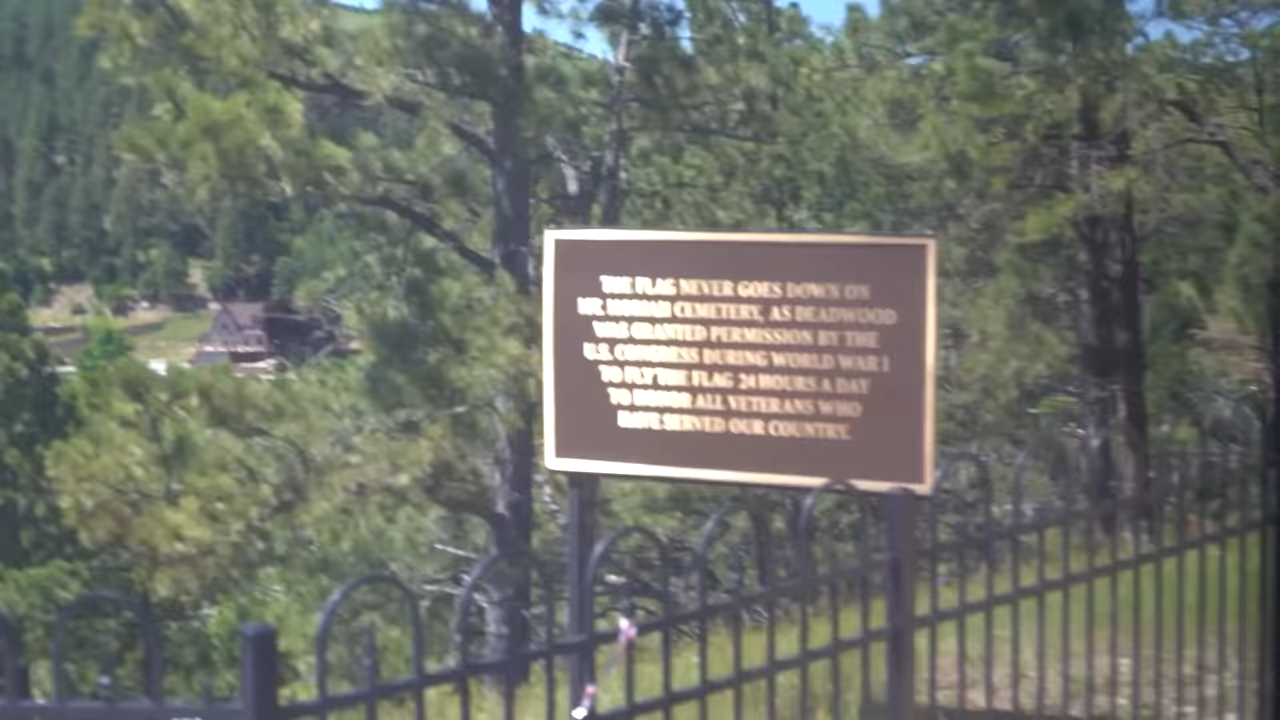 THE FLAG NEVER GOES DOWN ON
MT. MORIAH CEMETERY, AS DEADWOOD
WAS GRANTED PERMISSION BY THE
U.S. CONGRESS DURING WORLD WAR I
TO FLY THE FLAG 24 HOURS A DAY
TO HONOR ALL VETERANS WHO
HAVE SERVED OUR COUNTRY.